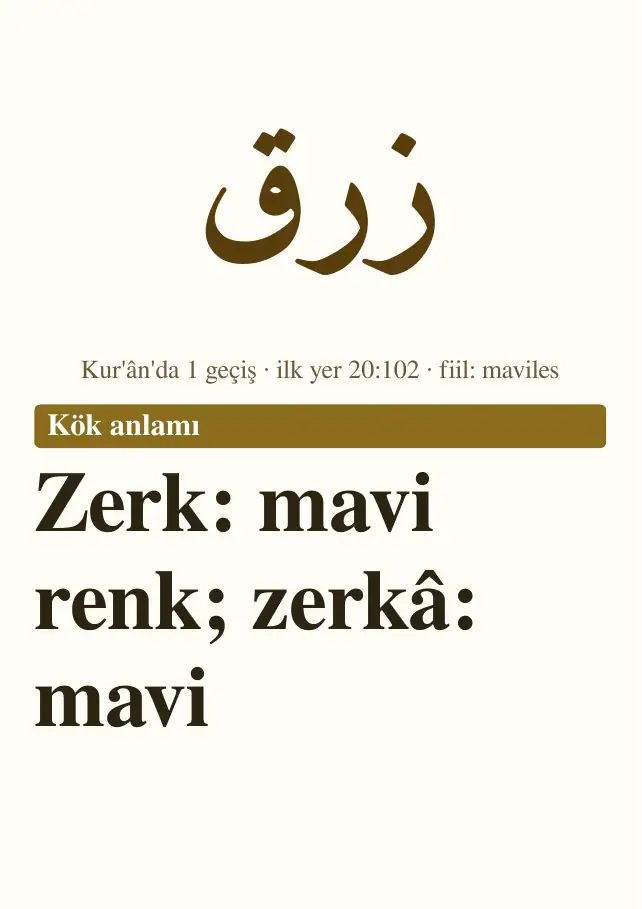 زرق
Kur'ân'da 1 geçiş · ilk yer 20:102 · fiil: maviles
Kök anlamı
Zerk: mavi
renk; zerkâ:
mavi